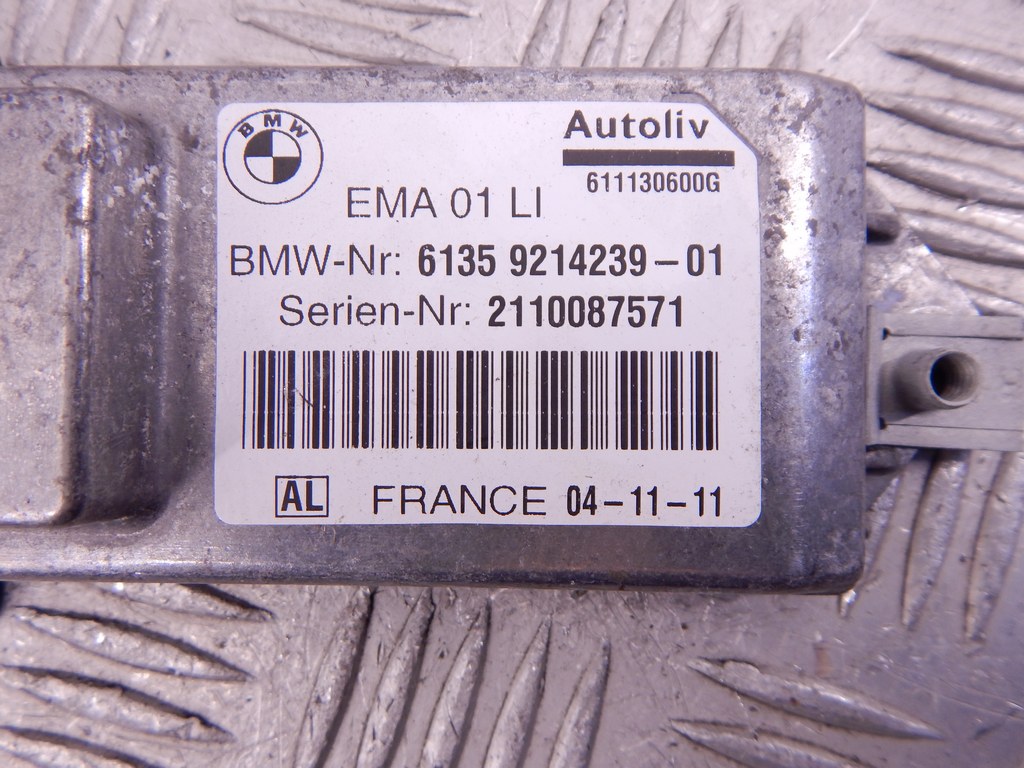 BMW
Autoliv
611130600G
EMA 01 LI
BMW-Nr: 6135 9214239-01
Serien-Nr: 2110087571
AL FRANCE 04-11-11